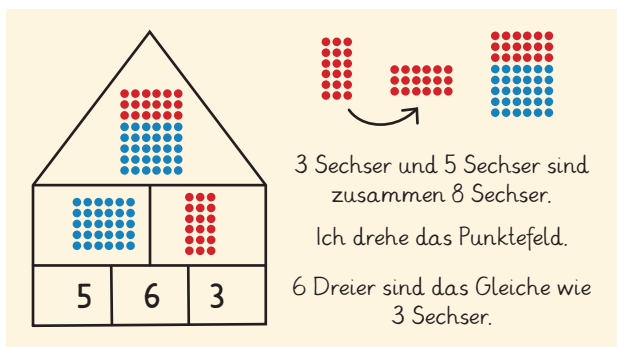 3 Sechser und 5 Sechser sind
zusammen 8 Sechser.
Ich drehe das Punktefeld.
6 Dreier sind das Gleiche wie
3 Sechser.
5 6 3